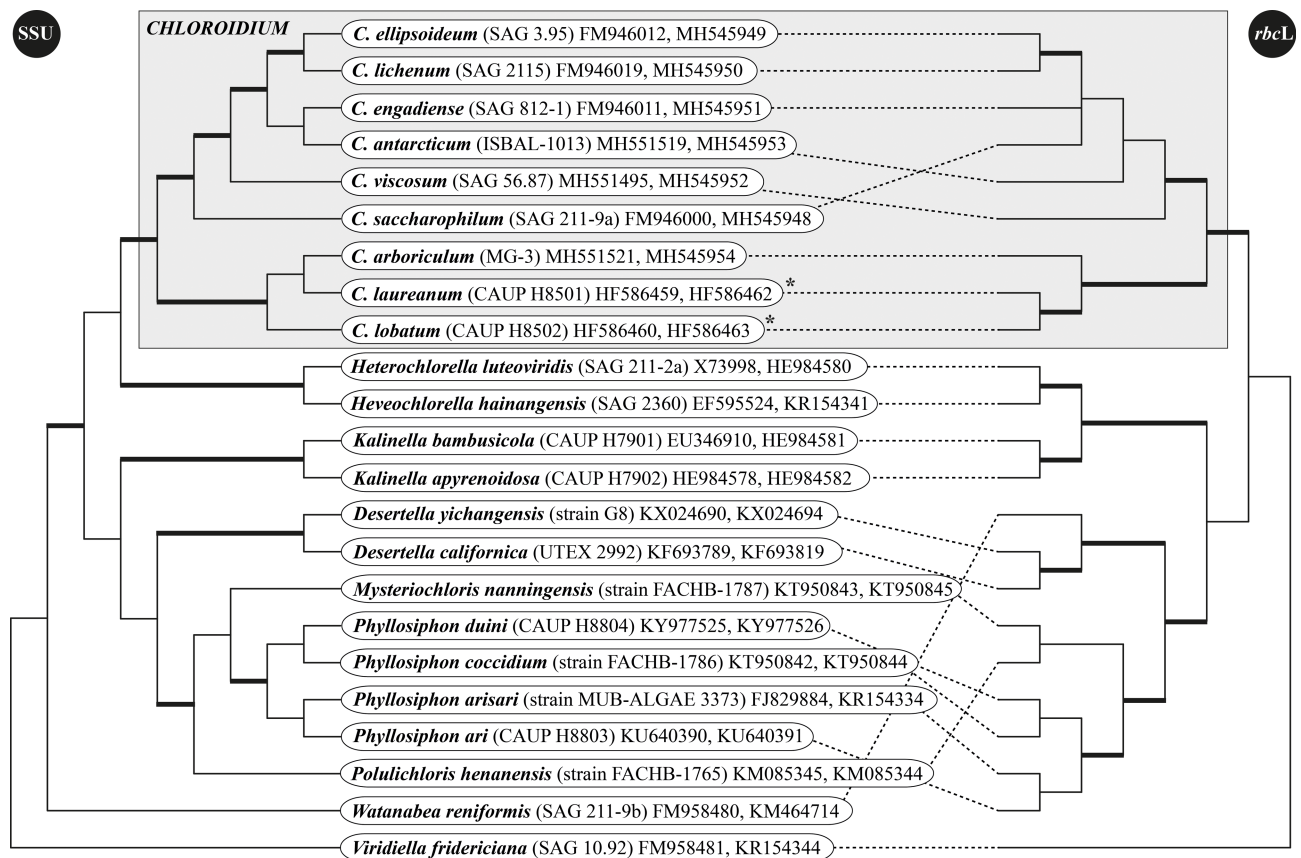 SSU
CHLOROIDIUM
rbcL
C. ellipsoideum (SAG 3.95) FM946012, MH545949
C. lichenum (SAG 2115) FM946019, MH545950
C. engadiense (SAG 812-1) FM946011, MH545951
C. antarcticum (ISBAL-1013) MH551519, MH545953
C. viscosum (SAG 56.87) MH551495, MH545952
C. saccharophilum (SAG 211-9a) FM946000, MH545948
C. arboriculum (MG-3) MH551521, MH545954
C. laureanum (CAUP H8501) HF586459, HF586462 *
C. lobatum (CAUP H8502) HF586460, HF586463 *
Heterochlorella luteoviridis (SAG 211-2a) X73998, HE984580
Heveochlorella hainangensis (SAG 2360) EF595524, KR154341
Kalinella bambusicola (CAUP H7901) EU346910, HE984581
Kalinella apyrenoidosa (CAUP H7902) HE984578, HE984582
Desertella yichangensis (strain G8) KX024690, KX024694
Desertella californica (UTEX 2992) KF693789, KF693819
Mysteriochloris nanningensis (strain FACHB-1787) KT950843, KT950845
Phyllosiphon duini (CAUP H8804) KY977525, KY977526
Phyllosiphon coccidium (strain FACHB-1786) KT950842, KT950844
Phyllosiphon arisari (strain MUB-ALGAE 3373) FJ829884, KR154334
Phyllosiphon ari (CAUP H8803) KU640390, KU640391
Polulichloris henanensis (strain FACHB-1765) KM085345, KM085344
Watanabea reniformis (SAG 211-9b) FM958480, KM464714
Viridiella fridericiana (SAG 10.92) FM958481, KR154344